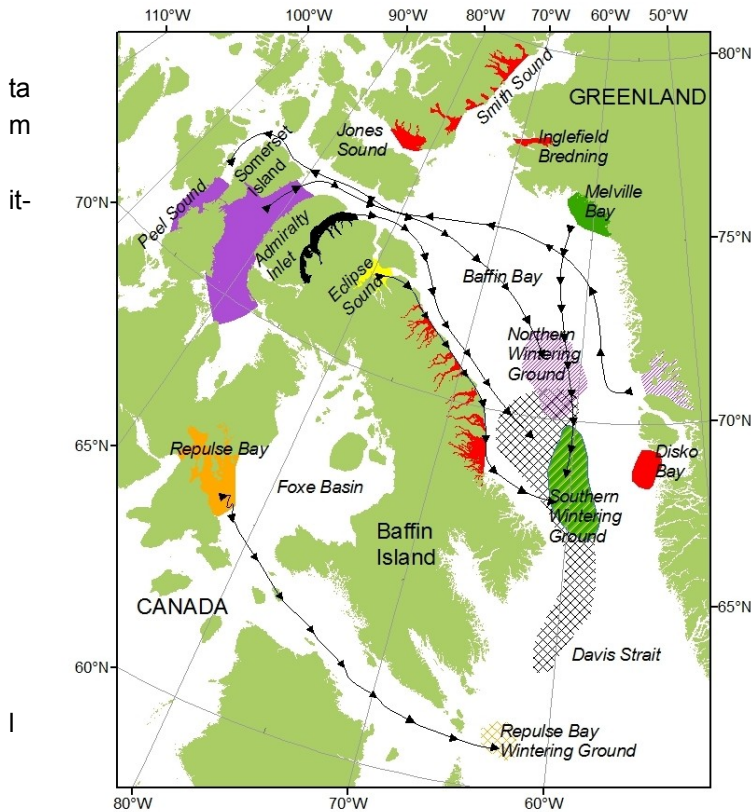 110°W
100°W
90°W
80°W
70°W
60°W
50°W
80°N
ta
m
it-
l
GREENLAND
Smith Sound
Jones
Sound
Inglefield
Bredning
Somerset
Island
Melville
Bay
70°N
Peel Sound
Admiralty
Inlet
75°N
Eclipse
Sound
Baffin Bay
Northern
Wintering
Ground
70°N
65°N
Repulse Bay
Foxe Basin
Disko
Bay
Southern
Wintering
Ground
Baffin
Island
CANADA
65°N
Davis Strait
60°N
Repulse Bay
Wintering Ground
80°W
70°W
60°W